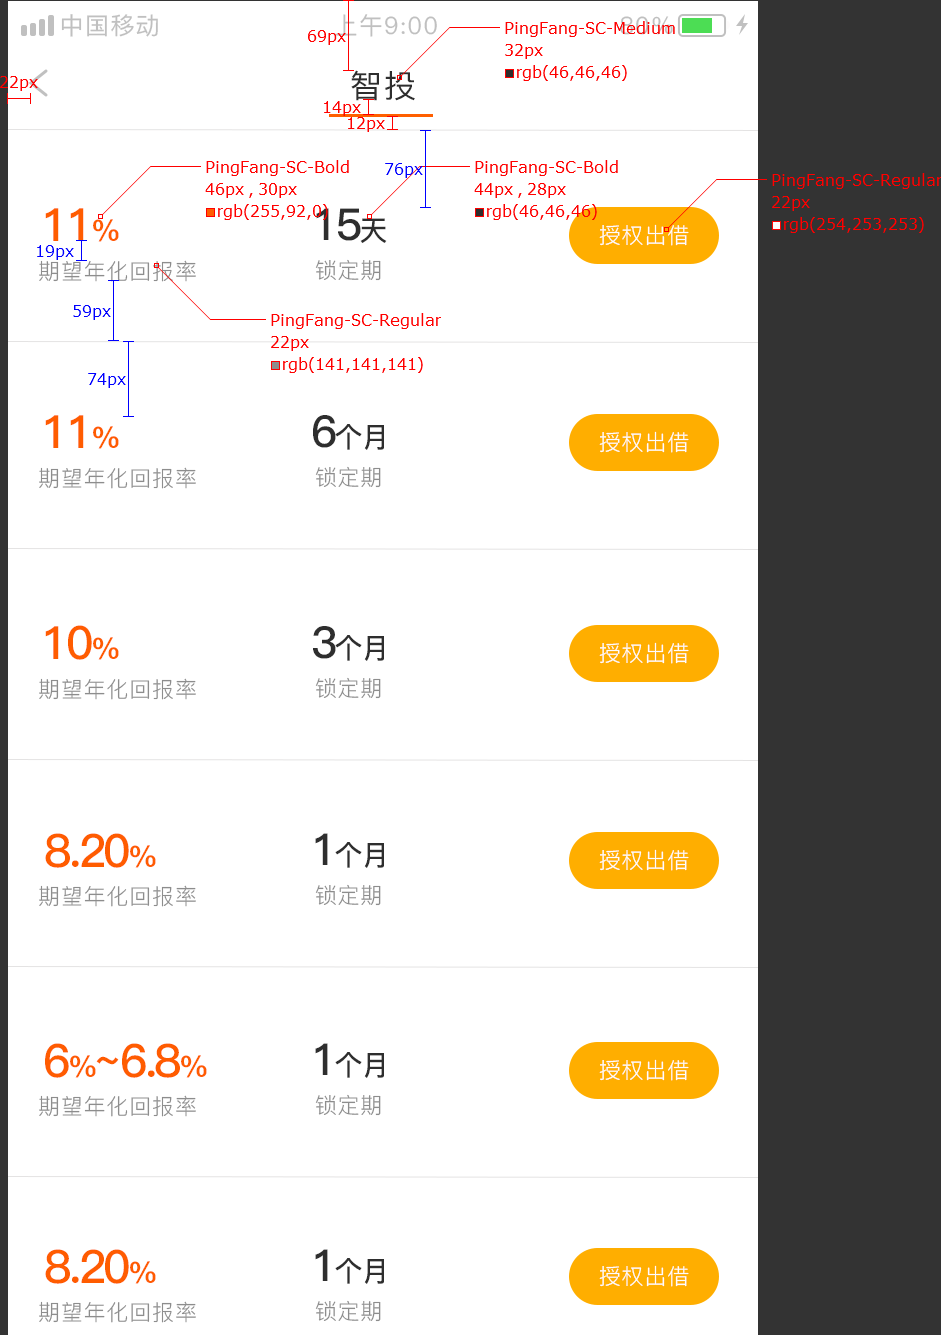 中国移动 上午9:00 80%
69px
PingFang-SC-Medium
32px
rgb(46,46,46)
22px
智投
14px
12px
76px
PingFang-SC-Bold
46px , 30px
rgb(255,92,0)
PingFang-SC-Bold
44px , 28px
rgb(46,46,46)
PingFang-SC-Regular
22px
rgb(254,253,253)
11% 15天 授权出借
19px
期望年化回报率 锁定期
59px
PingFang-SC-Regular
22px
rgb(141,141,141)
74px
11% 6个月 授权出借
期望年化回报率 锁定期
10% 3个月 授权出借
期望年化回报率 锁定期
8.20% 1个月 授权出借
期望年化回报率 锁定期
6%~6.8% 1个月 授权出借
期望年化回报率 锁定期
8.20% 1个月 授权出借
期望年化回报率 锁定期